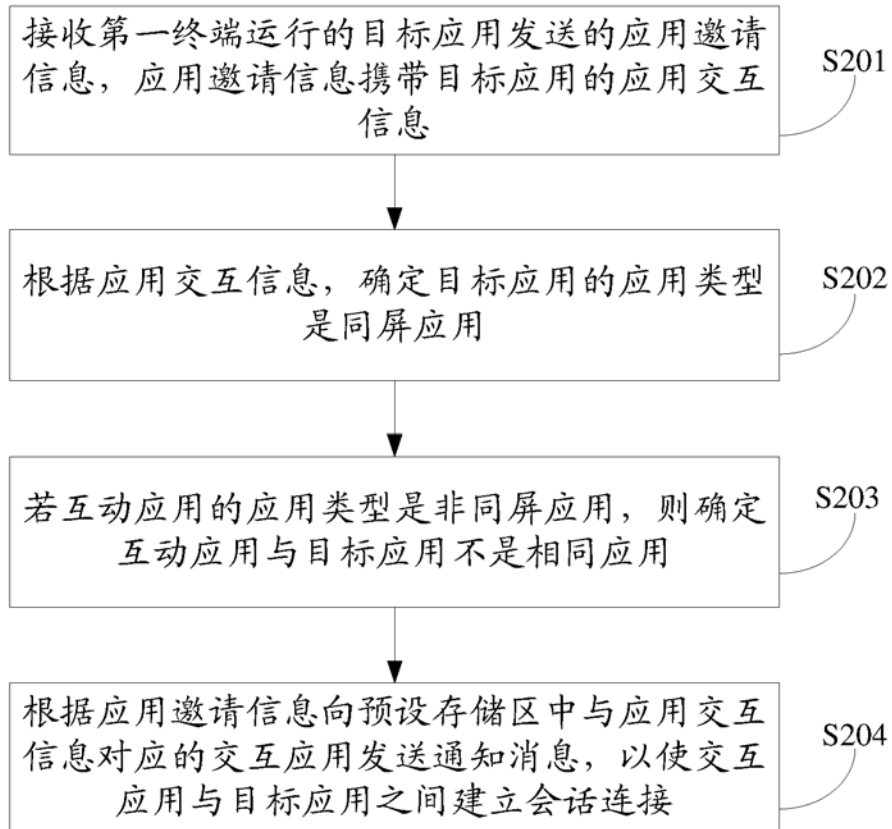 接收第一终端运行的目标应用发送的应用邀请
信息，应用邀请信息携带目标应用的应用交互
信息
S201
根据应用交互信息，确定目标应用的应用类型
是同屏应用
S202
若互动应用的应用类型是非同屏应用，则确定
互动应用与目标应用不是相同应用
S203
根据应用邀请信息向预设存储区中与应用交互
信息对应的交互应用发送通知消息，以使交互
应用与目标应用之间建立会话连接
S204